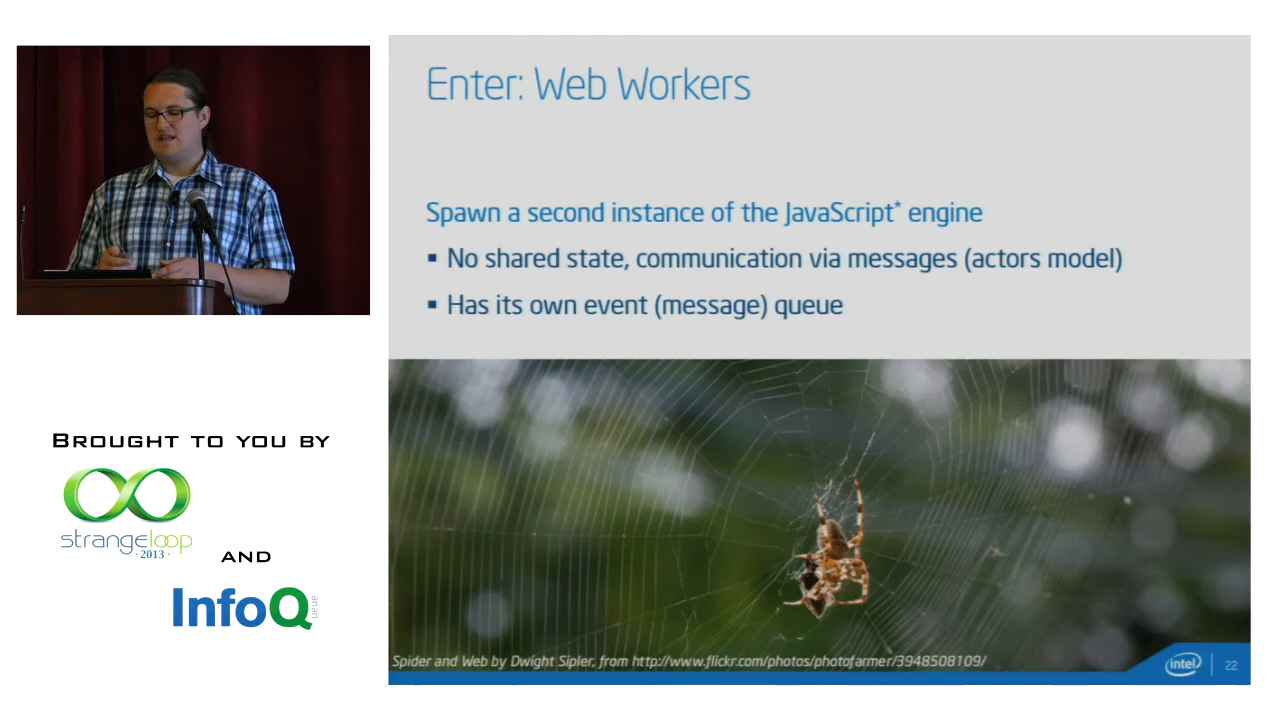 Enter: Web Workers
Spawn a second instance of the JavaScript* engine
▪ No shared state, communication via messages (actors model)
▪ Has its own event (message) queue
Spider and Web by Dwight Sipler, from http://www.flickr.com/photos/photofarmer/3948508109/
intel
22
BROUGHT TO YOU BY
strangeloop
·2013·
AND
InfoQ